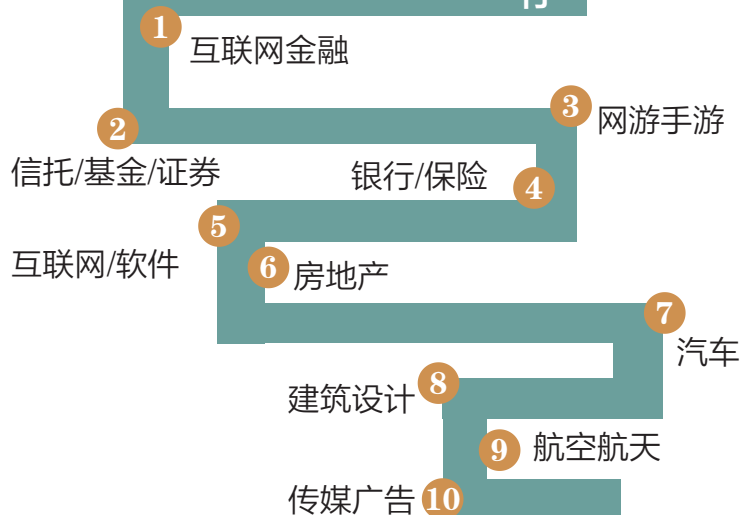 1 互联网金融
2 信托/基金/证券
3 网游手游
4 银行/保险
5 互联网/软件
6 房地产
7 汽车
8 建筑设计
9 航空航天
10 传媒广告